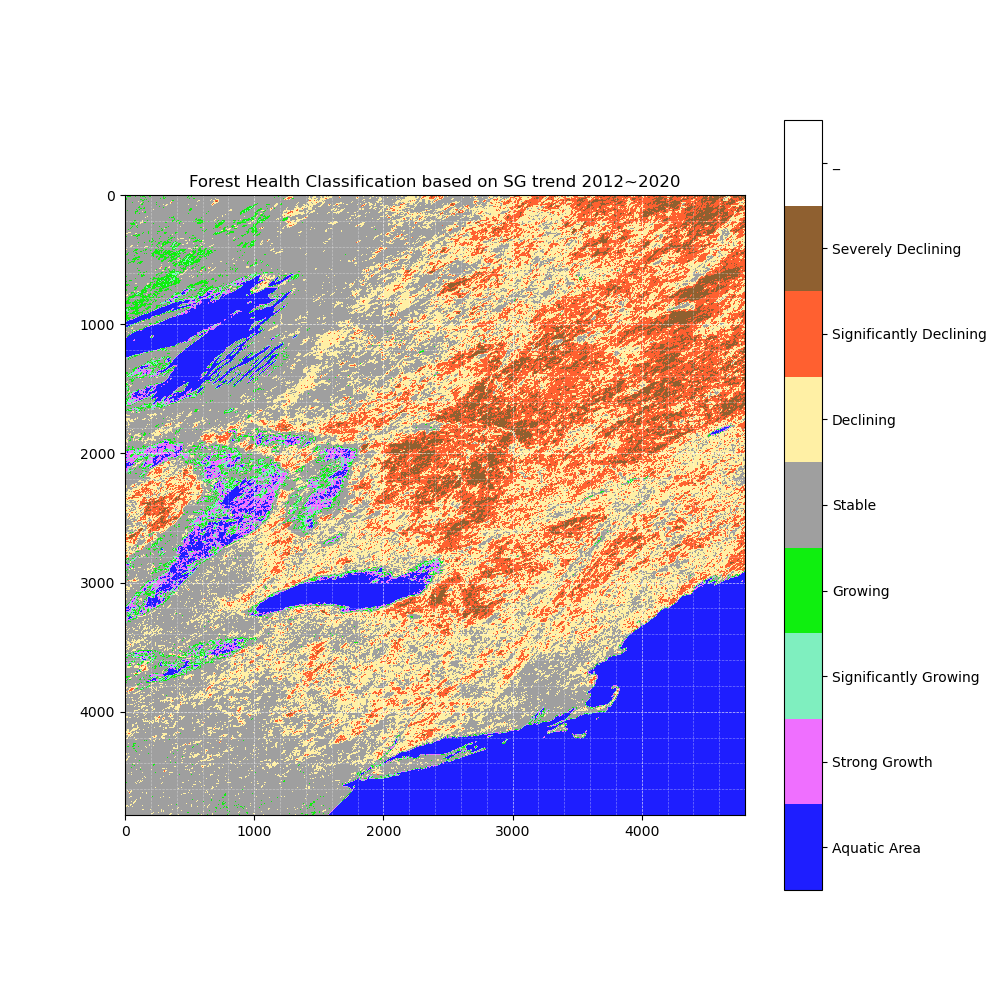 Forest Health Classification based on SG trend 2012~2020
0
1000
2000
3000
4000
0
1000
2000
3000
4000
_
Severely Declining
Significantly Declining
Declining
Stable
Growing
Significantly Growing
Strong Growth
Aquatic Area